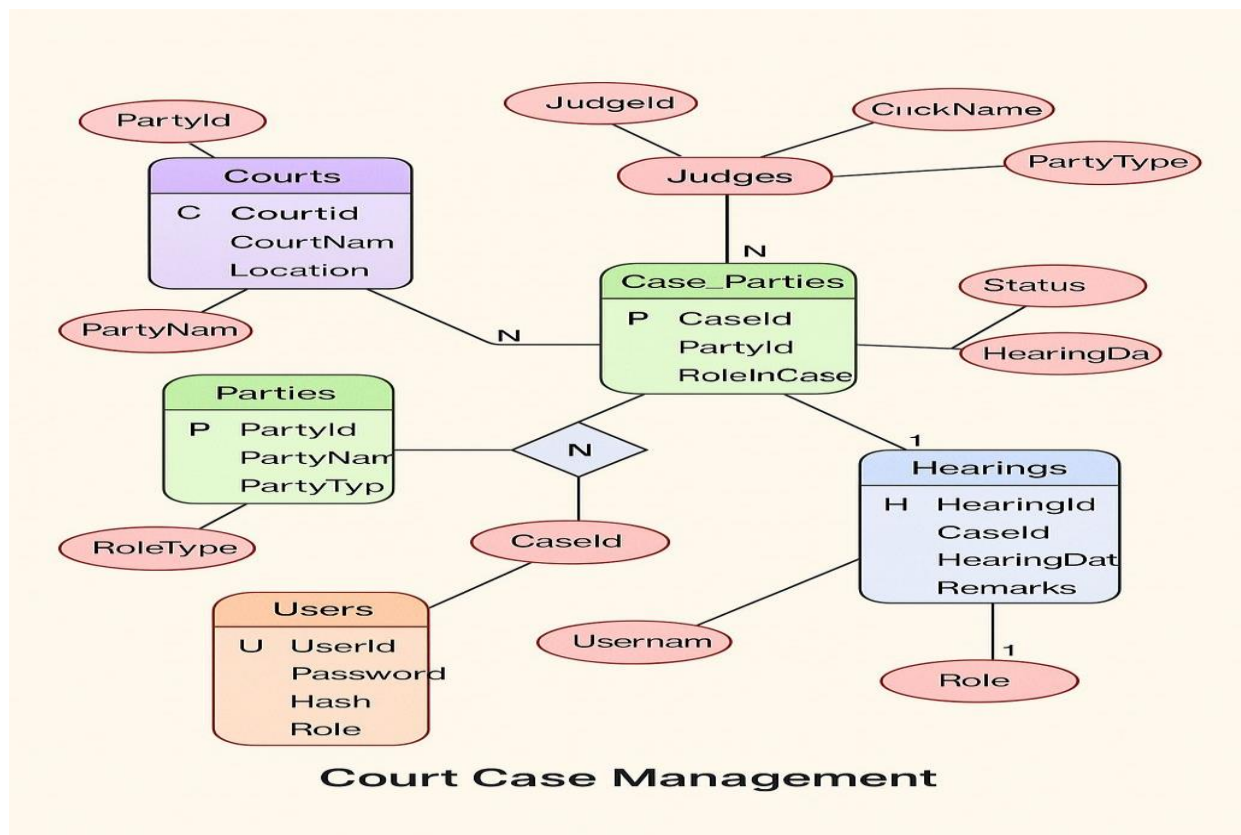 PartyId
Courts
C Courtid
CourtNam
Location
PartyNam
JudgeId
PartyType
Judges
N
Case_Parties
P CaseId
PartyId
RoleInCase
N
Status
HearingDa
Parties
P PartyId
PartyNam
PartyTyp
RoleType
N
CaseId
1
Hearings
H HearingId
CaseId
HearingDat
Remarks
Users
U UserId
Password
Hash
Role
Usernam
1
Role
Court Case Management